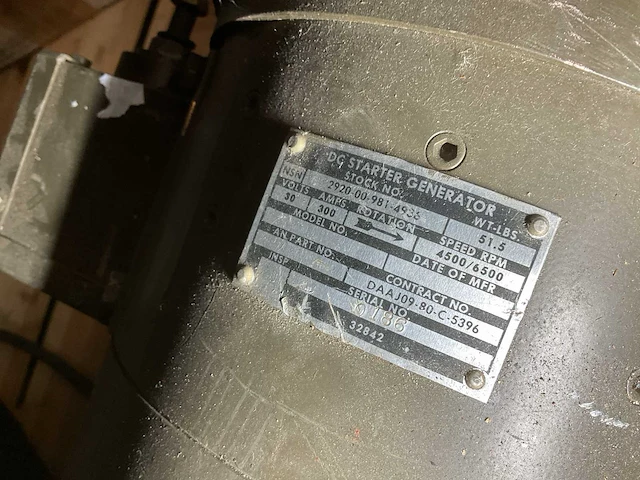 DC STARTER GENERATOR
STOCK NO. WT-LBS.
NSN 2920-00-981-4936 51.5
VOLTS AMPS ROTATION SPEED RPM
30 300 4500/6500
MODEL NO. DATE OF MFR
AN. PART NO. CONTRACT NO.
DAAJ09-80-C-5396
INSP SERIAL NO.
0786
32842